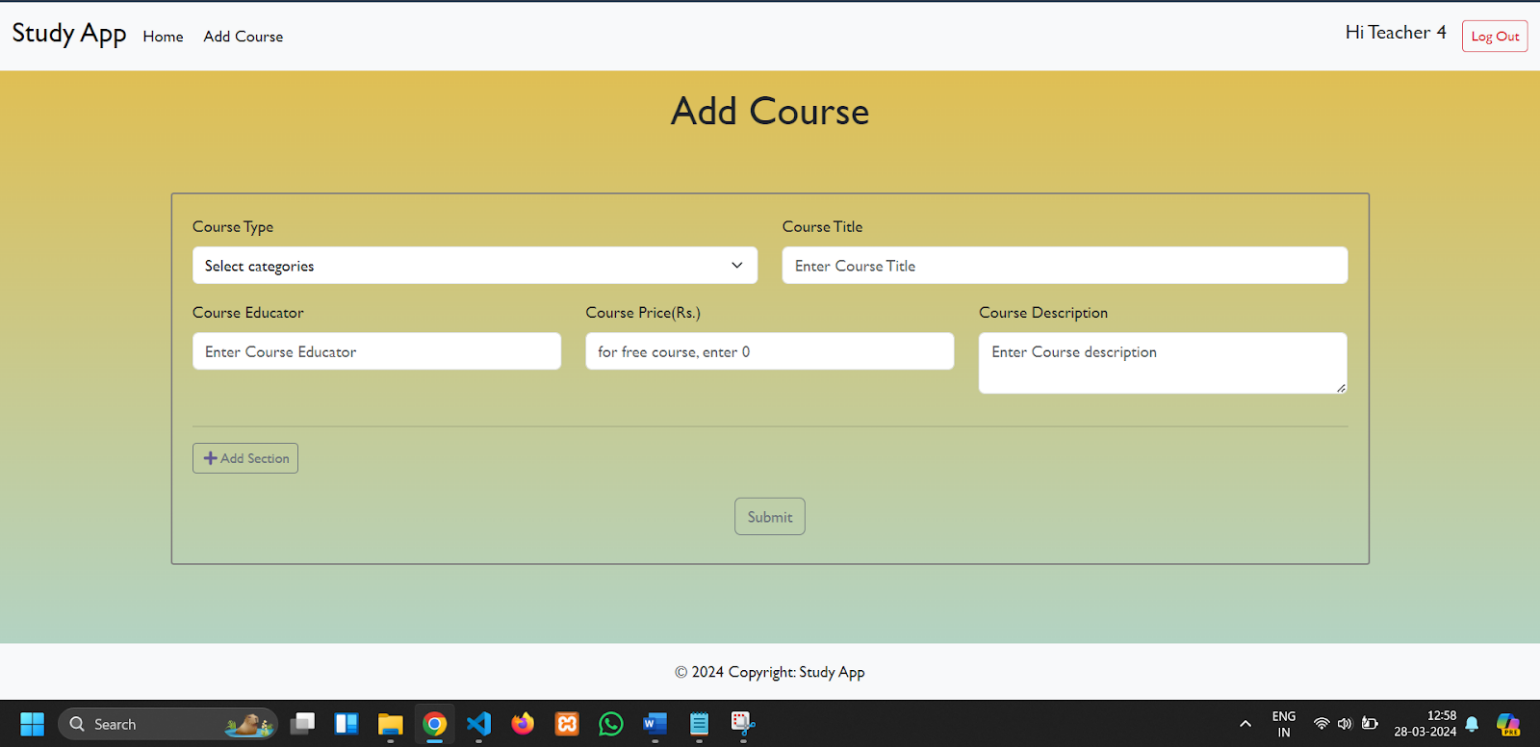 Study App Home Add Course Hi Teacher 4 Log Out
Add Course
Course Type Course Title
Select categories Enter Course Title
Course Educator Course Price(Rs.) Course Description
Enter Course Educator for free course, enter 0 Enter Course description
Add Section
Submit
© 2024 Copyright: Study App
Search ENG 12:58
IN 28-03-2024
W PRE